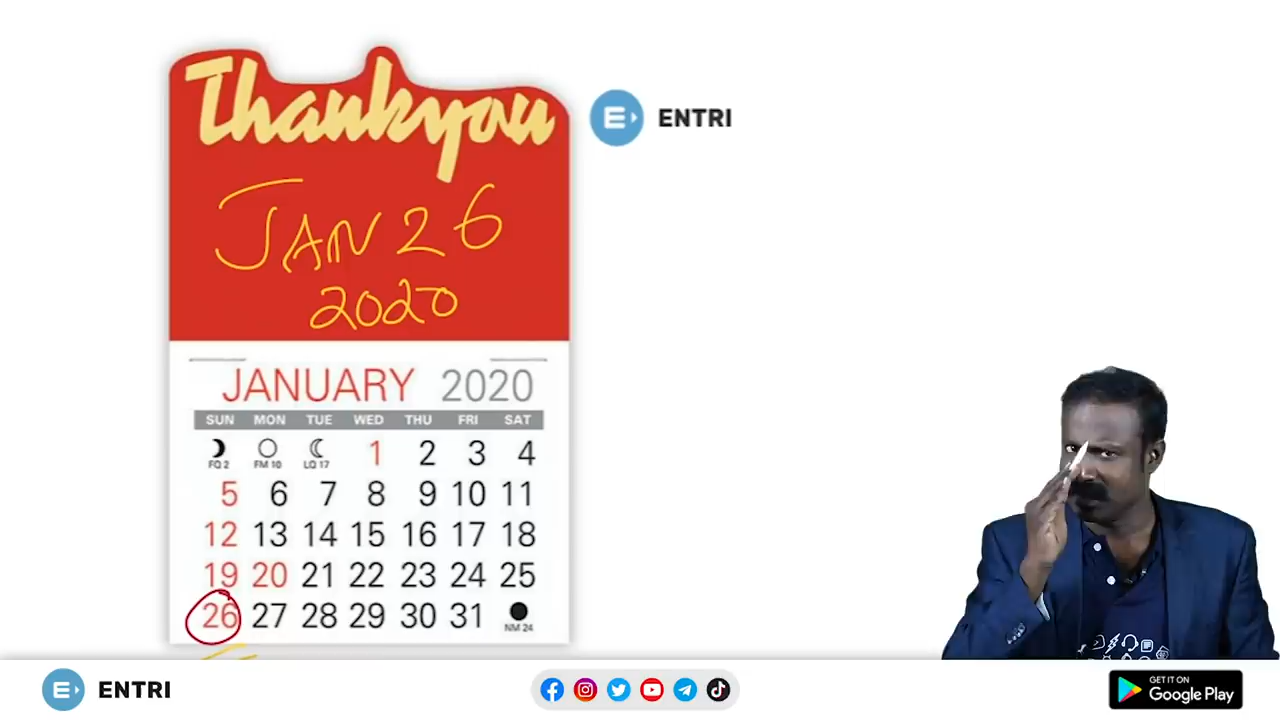 Thankyou
ENTRI
JAN 26
2020
JANUARY 2020
SUN MON TUE WED THU FRI SAT
FQ 2 FM 10 LQ 17 1 2 3 4
5 6 7 8 9 10 11
12 13 14 15 16 17 18
19 20 21 22 23 24 25
26 27 28 29 30 31 NM 24
ENTRI
GET IT ON
Google Play